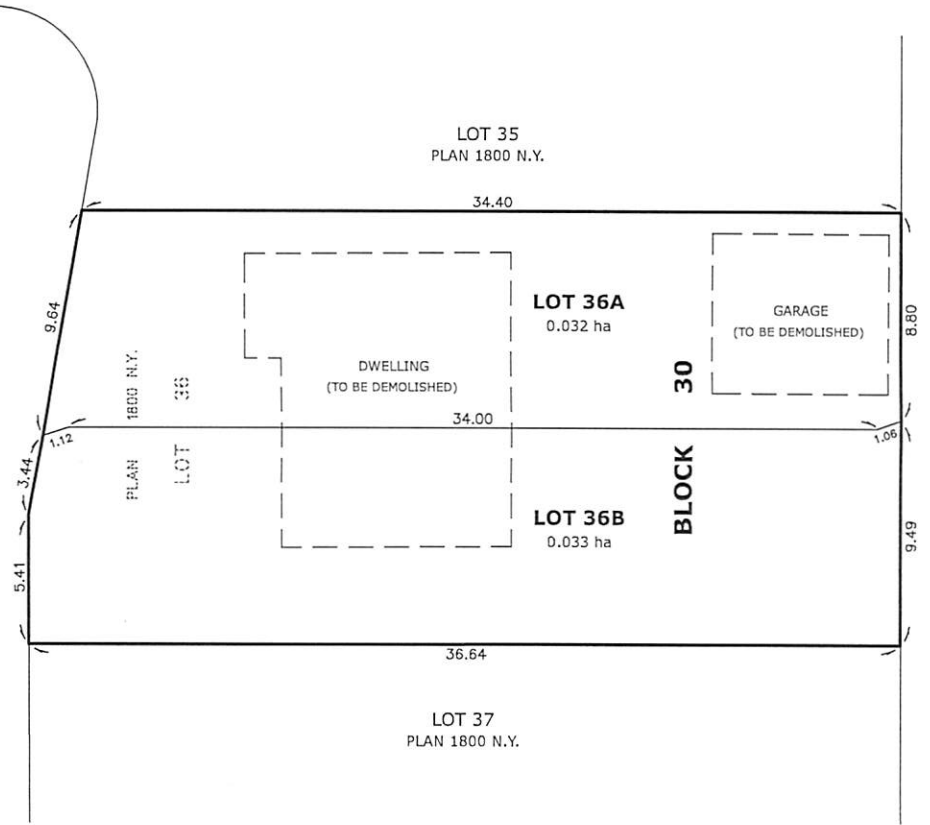 LOT 35
PLAN 1800 N.Y.
34.40
9.64
LOT 36A
0.032 ha
GARAGE
(TO BE DEMOLISHED)
8.80
DWELLING
(TO BE DEMOLISHED)
PLAN 1800 N.Y.
LOT 36
BLOCK 30
34.00
1.12
1.06
3.44
LOT 36B
0.033 ha
9.49
5.41
36.64
LOT 37
PLAN 1800 N.Y.